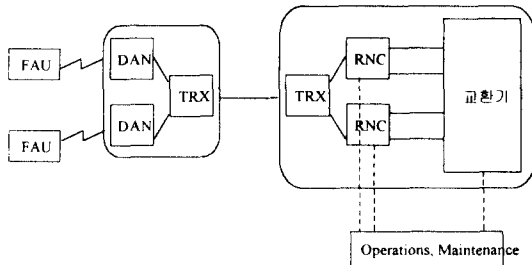 FAU
DAN
TRX
DAN
FAU
TRX
RNC
RNC
교환기
Operations, Maintenance